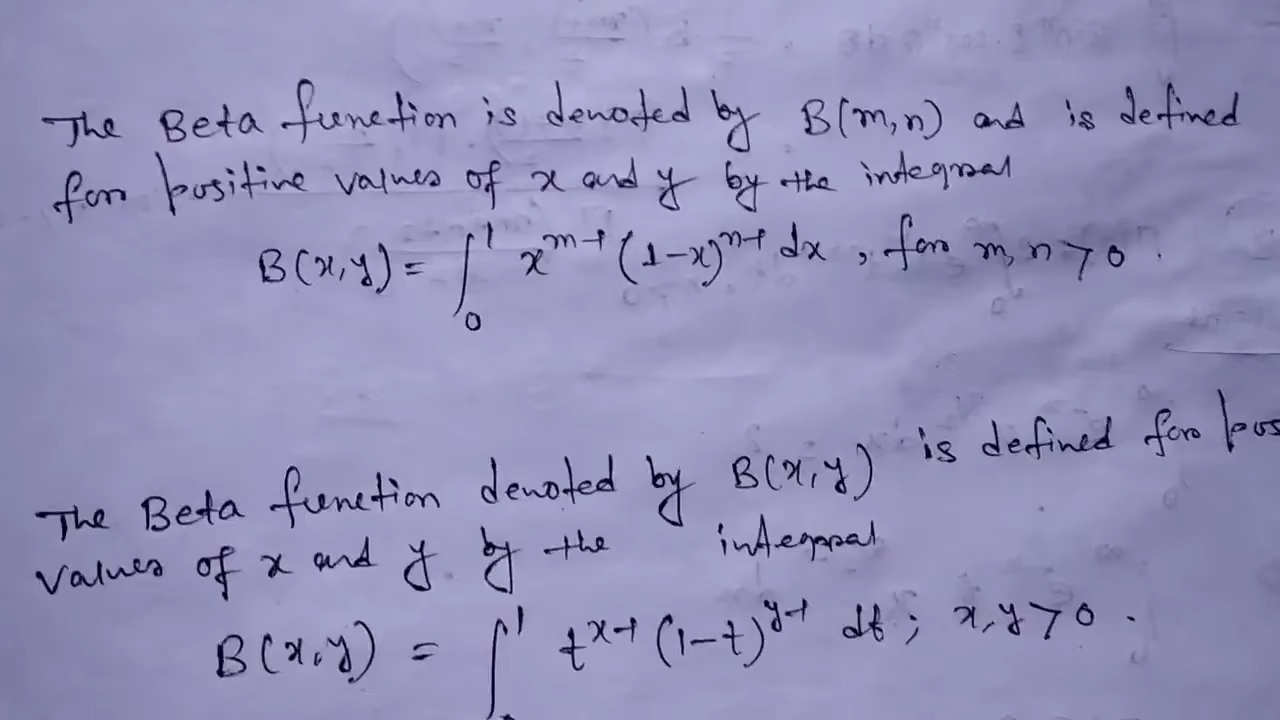 The Beta function is denoted by B(m,n) and is defined
for positive values of x and y by the integral
B(x,y) = ∫₀¹ x^{m-1} (1-x)^{n-1} dx , for m, n > 0 .
The Beta function denoted by B(x,y) is defined for pos
values of x and y by the integral
B(x,y) = ∫¹ t^{x-1} (1-t)^{y-1} dt ; x, y > 0 .